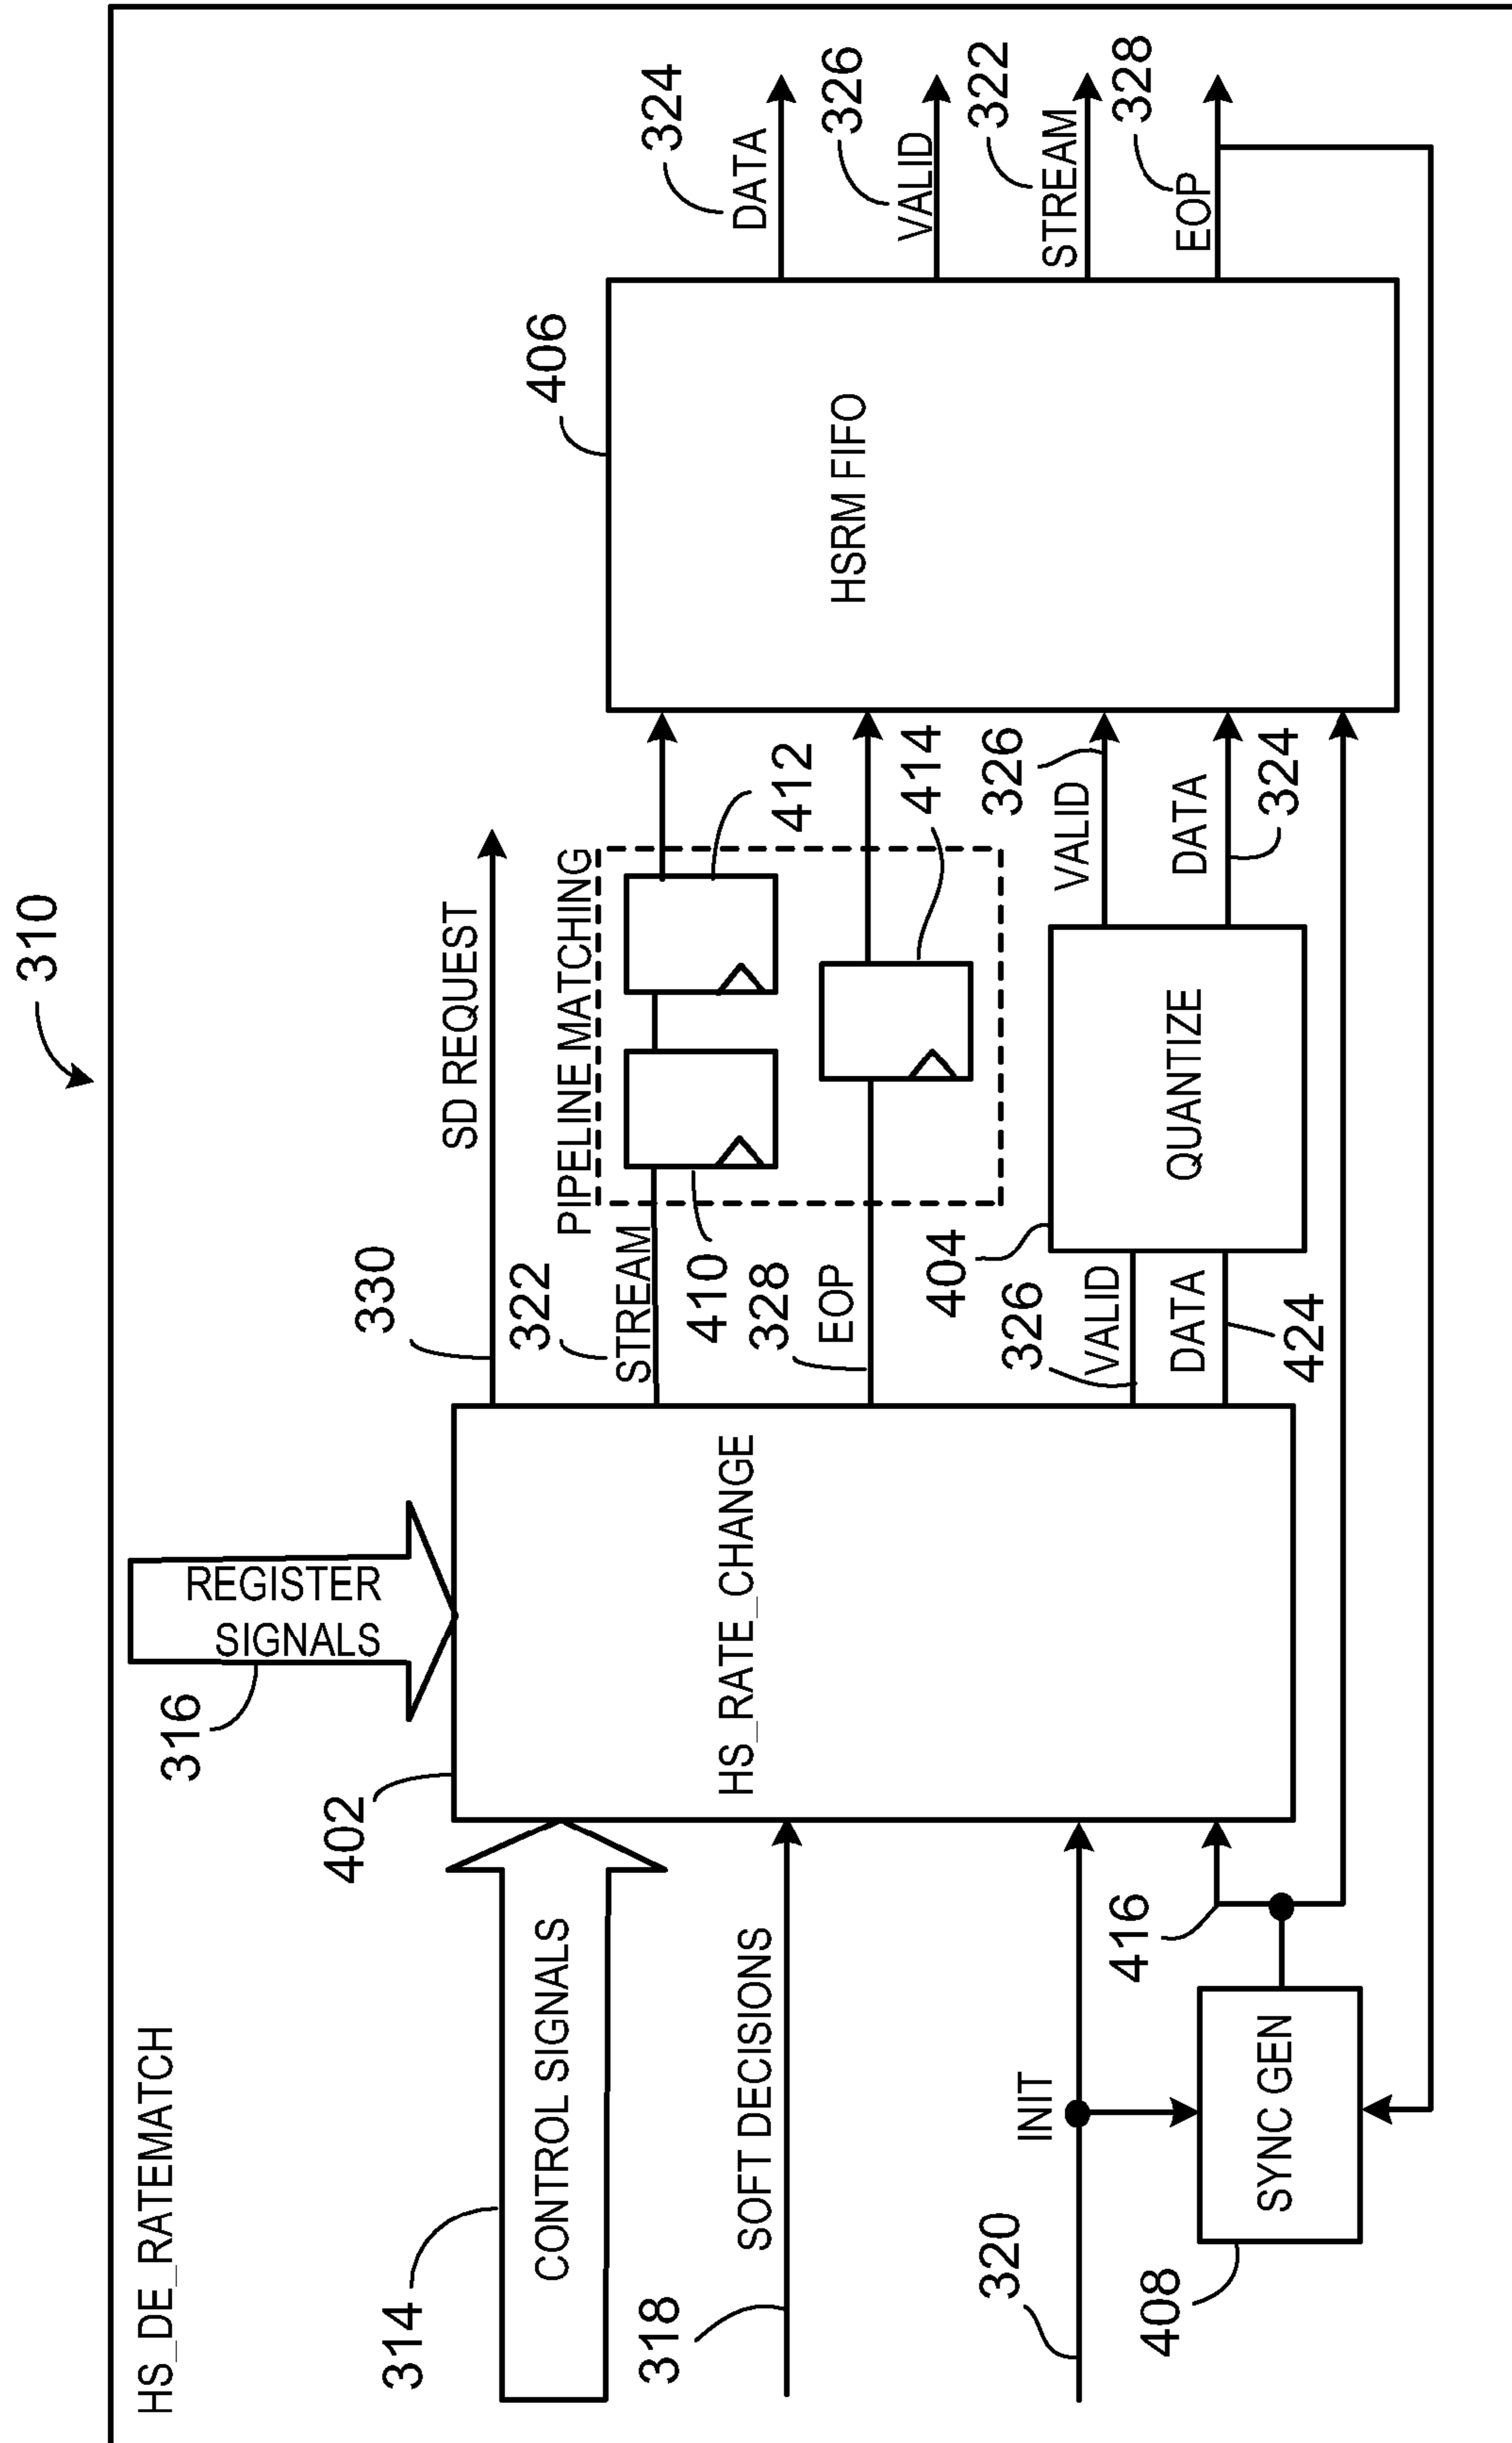 310
HS_DE_RATEMATCH
REGISTER
SIGNALS
316
402
314
CONTROL SIGNALS
318
SOFT DECISIONS
320
INIT
416
408
SYNC GEN
HS_RATE_CHANGE
330
SD REQUEST
322
STREAM
PIPELINE MATCHING
410
412
328
EOP
414
404
326
VALID
DATA
424
QUANTIZE
VALID
326
DATA
324
406
HSRM FIFO
324
DATA
326
VALID
322
STREAM
328
EOP